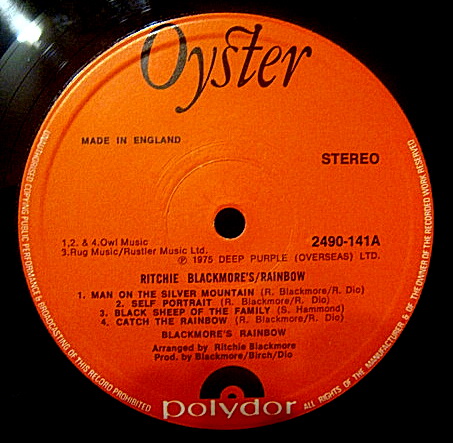 Oyster
MADE IN ENGLAND
STEREO
1,2. & 4.Owl Music
3.Rug Music/Rustler Music Ltd.
2490-141A
℗ 1975 DEEP PURPLE (OVERSEAS) LTD.
RITCHIE BLACKMORE'S/RAINBOW
1. MAN ON THE SILVER MOUNTAIN (R. Blackmore/R. Dio)
2. SELF PORTRAIT (R. Blackmore/R. Dio)
3. BLACK SHEEP OF THE FAMILY (S. Hammond)
4. CATCH THE RAINBOW (R. Blackmore/R. Dio)
BLACKMORE'S RAINBOW
Arranged by Ritchie Blackmore
Prod. by Blackmore/Birch/Dio
polydor
UNAUTHORISED COPYING PUBLIC PERFORMANCE & BROADCASTING OF THIS RECORD PROHIBITED
ALL RIGHTS OF THE MANUFACTURER & OF THE OWNER OF THE RECORDED WORK RESERVED